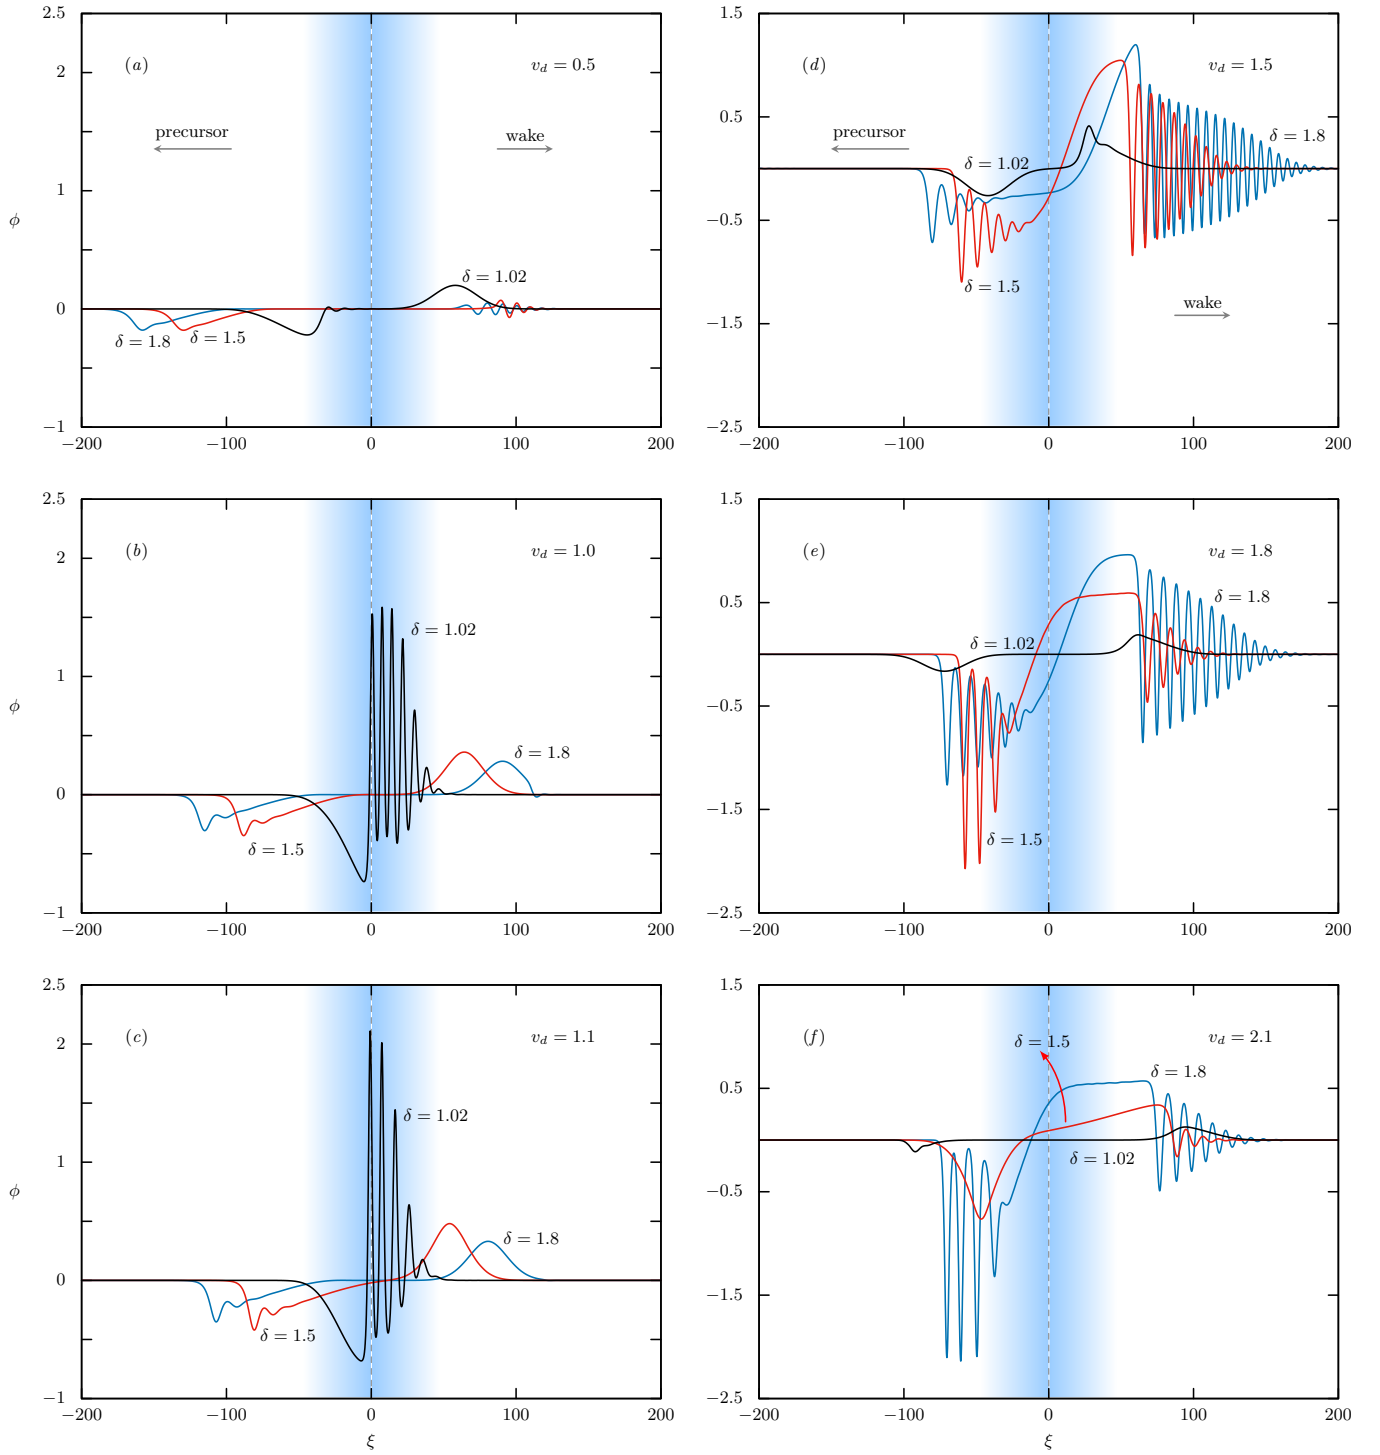 2.5
(a)
v_d = 0.5
2
precursor
wake
ϕ
1
δ = 1.02
0
δ = 1.8
δ = 1.5
−1
−200
−100
0
100
200
2.5
(b)
v_d = 1.0
2
δ = 1.02
ϕ
1
δ = 1.8
0
δ = 1.5
−1
−200
−100
0
100
200
2.5
(c)
v_d = 1.1
2
δ = 1.02
ϕ
1
δ = 1.8
0
δ = 1.5
−1
−200
−100
0
100
200
ξ
1.5
(d)
v_d = 1.5
precursor
0.5
δ = 1.8
δ = 1.02
−0.5
δ = 1.5
wake
−1.5
−2.5
−200
−100
0
100
200
1.5
(e)
v_d = 1.8
0.5
δ = 1.8
δ = 1.02
−0.5
δ = 1.5
−1.5
−2.5
−200
−100
0
100
200
1.5
(f)
δ = 1.5
v_d = 2.1
δ = 1.8
0.5
δ = 1.02
−0.5
−1.5
−2.5
−200
−100
0
100
200
ξ